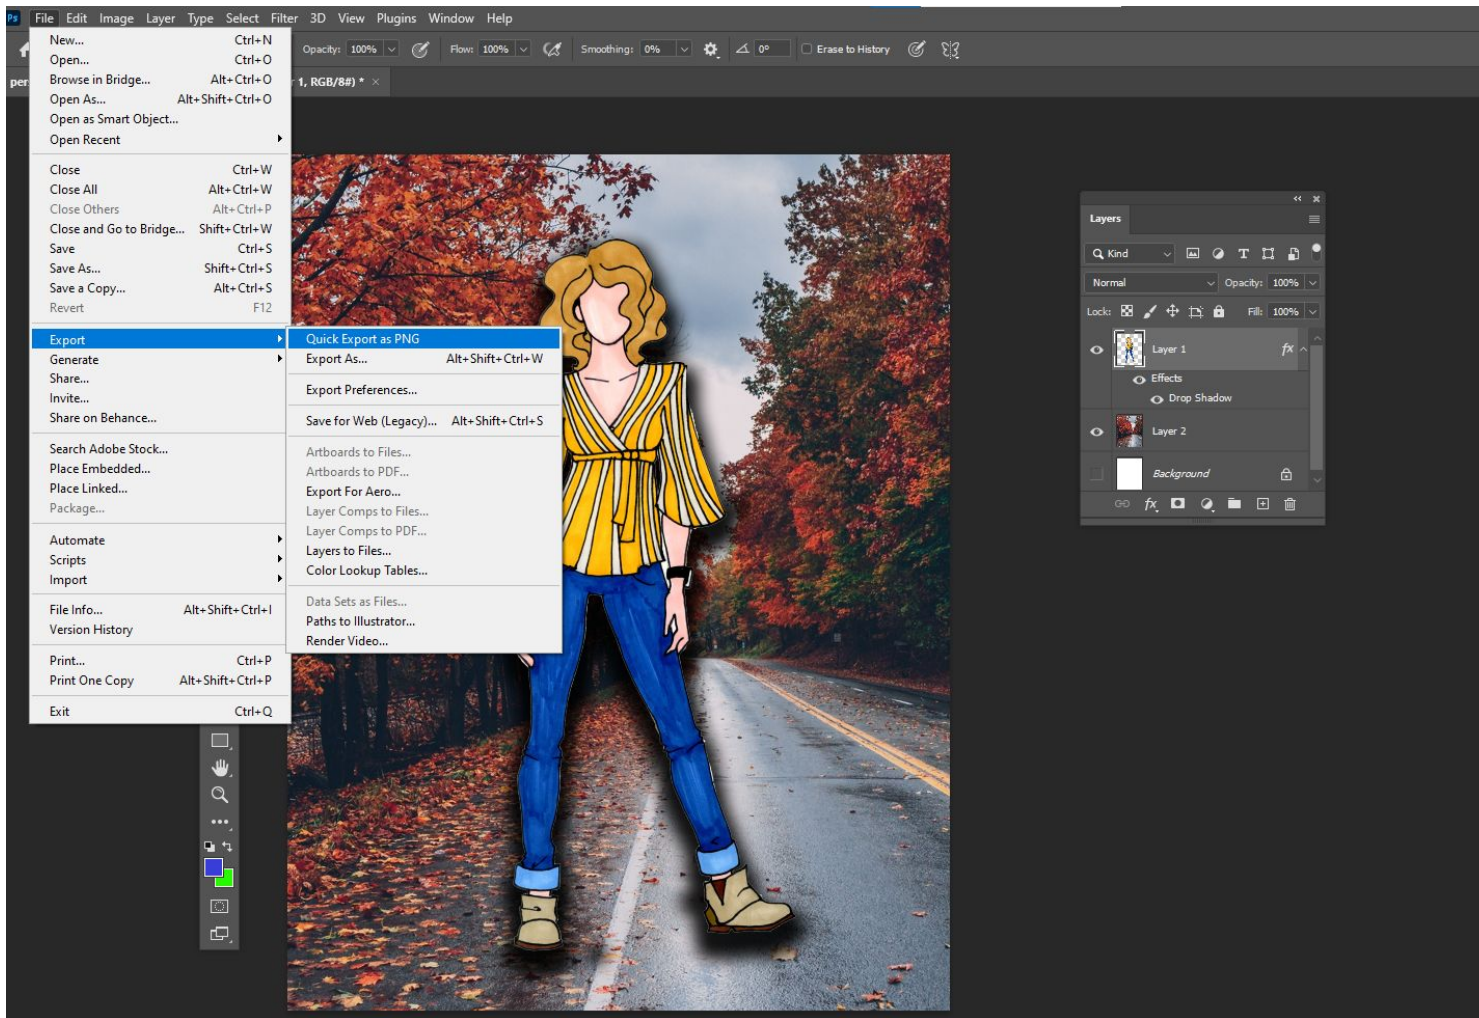 Ps File Edit Image Layer Type Select Filter 3D View Plugins Window Help
Opacity: 100% Flow: 100% Smoothing: 0% 0° Erase to History
per 1, RGB/8#) * ×
New... Ctrl+N
Open... Ctrl+O
Browse in Bridge... Alt+Ctrl+O
Open As... Alt+Shift+Ctrl+O
Open as Smart Object...
Open Recent
Close Ctrl+W
Close All Alt+Ctrl+W
Close Others Alt+Ctrl+P
Close and Go to Bridge... Shift+Ctrl+W
Save Ctrl+S
Save As... Shift+Ctrl+S
Save a Copy... Alt+Ctrl+S
Revert F12
Export
Generate
Share...
Invite...
Share on Behance...
Search Adobe Stock...
Place Embedded...
Place Linked...
Package...
Automate
Scripts
Import
File Info... Alt+Shift+Ctrl+I
Version History
Print... Ctrl+P
Print One Copy Alt+Shift+Ctrl+P
Exit Ctrl+Q
Quick Export as PNG
Export As... Alt+Shift+Ctrl+W
Export Preferences...
Save for Web (Legacy)... Alt+Shift+Ctrl+S
Artboards to Files...
Artboards to PDF...
Export For Aero...
Layer Comps to Files...
Layer Comps to PDF...
Layers to Files...
Color Lookup Tables...
Data Sets as Files...
Paths to Illustrator...
Render Video...
Layers
Kind
Normal Opacity: 100%
Lock: Fill: 100%
Layer 1 fx
Effects
Drop Shadow
Layer 2
Background
fx